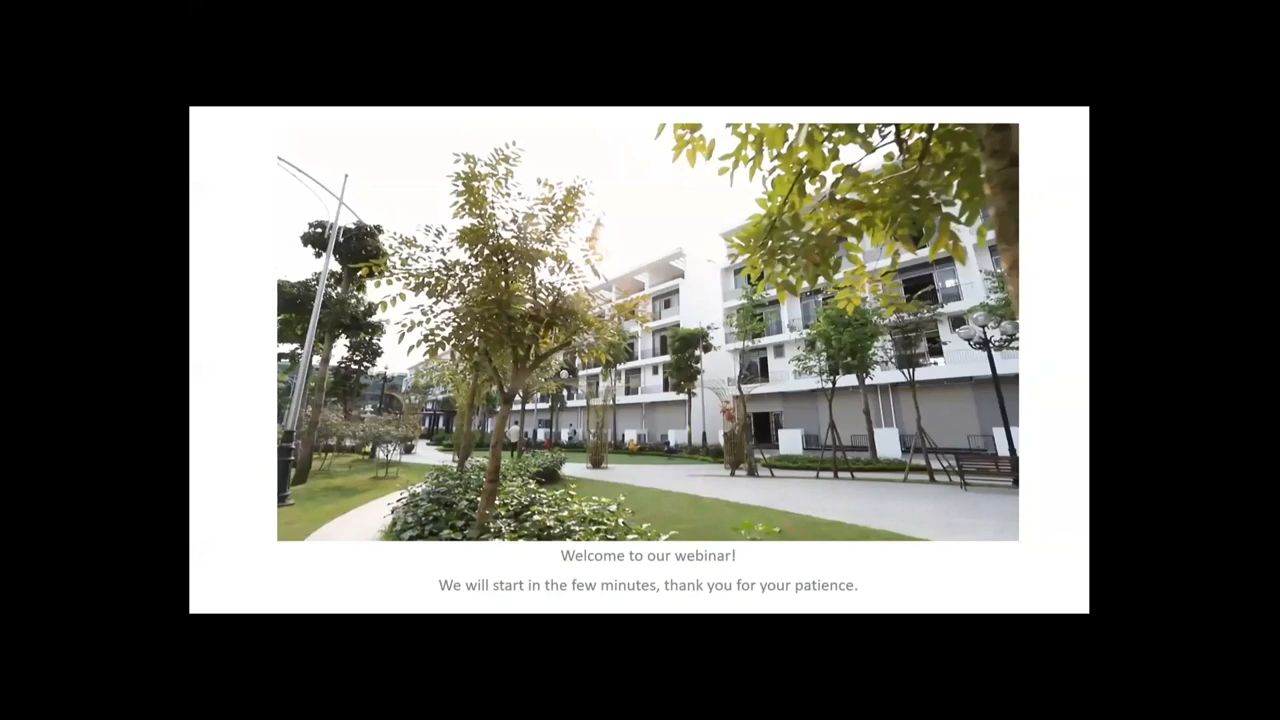 Welcome to our webinar!
We will start in the few minutes, thank you for your patience.